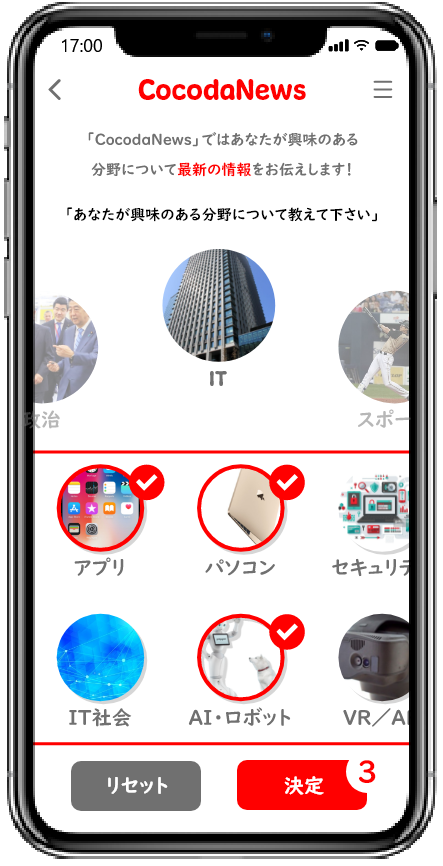 17:00
CocodaNews
「CocodaNews」ではあなたが興味のある
分野について最新の情報をお伝えします!
「あなたが興味のある分野について教えて下さい」
IT
政治
スポー
アプリ
パソコン
セキュリテ
IT社会
AI・ロボット
VR／AI
リセット
決定
3